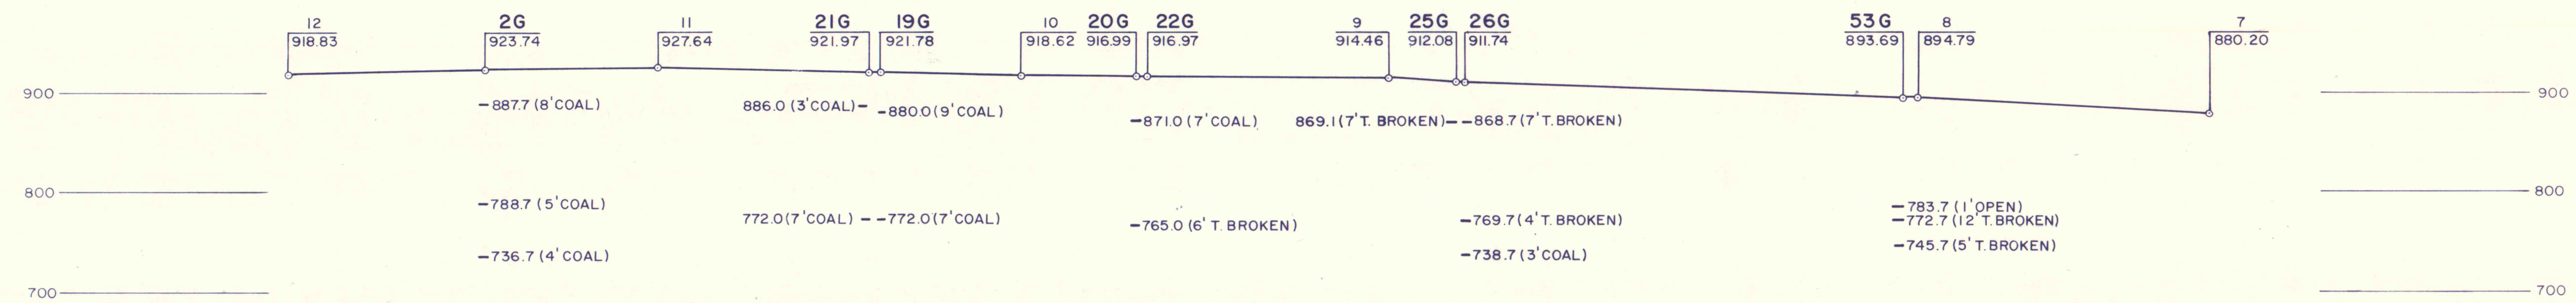 12 2G 11 21G 19G 10 20G 22G 9 25G 26G 53G 8 7
918.83 923.74 927.64 921.97 921.78 918.62 916.99 916.97 914.46 912.08 911.74 893.69 894.79 880.20
900 900
-887.7 (8'COAL) 886.0 (3'COAL)- -880.0 (9'COAL)
-871.0 (7'COAL) 869.1 (7'T. BROKEN)- -868.7 (7'T. BROKEN)
800 800
-788.7 (5'COAL) -783.7 (1'OPEN)
772.0 (7'COAL) - -772.0 (7'COAL) -765.0 (6' T. BROKEN) -769.7 (4'T. BROKEN) -772.7 (12'T. BROKEN)
-736.7 (4'COAL) -738.7 (3'COAL) -745.7 (5'T. BROKEN)
700 700